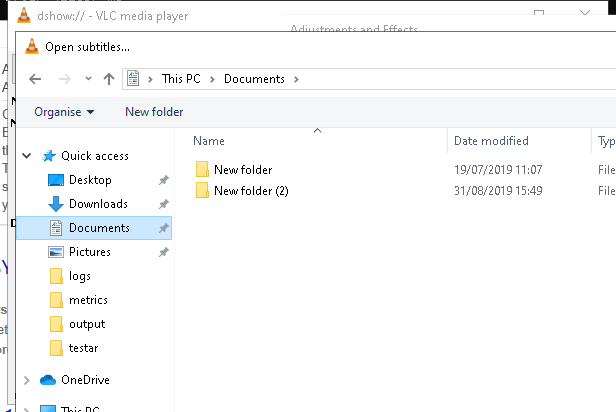 dshow:// - VLC media player
Adjustments and Effects
Open subtitles...
This PC > Documents >
Organise New folder
Name Date modified Typ
Quick access
New folder 19/07/2019 11:07 File
Desktop
New folder (2) 31/08/2019 15:49 File
Downloads
Documents
Pictures
logs
metrics
output
testar
OneDrive
This PC